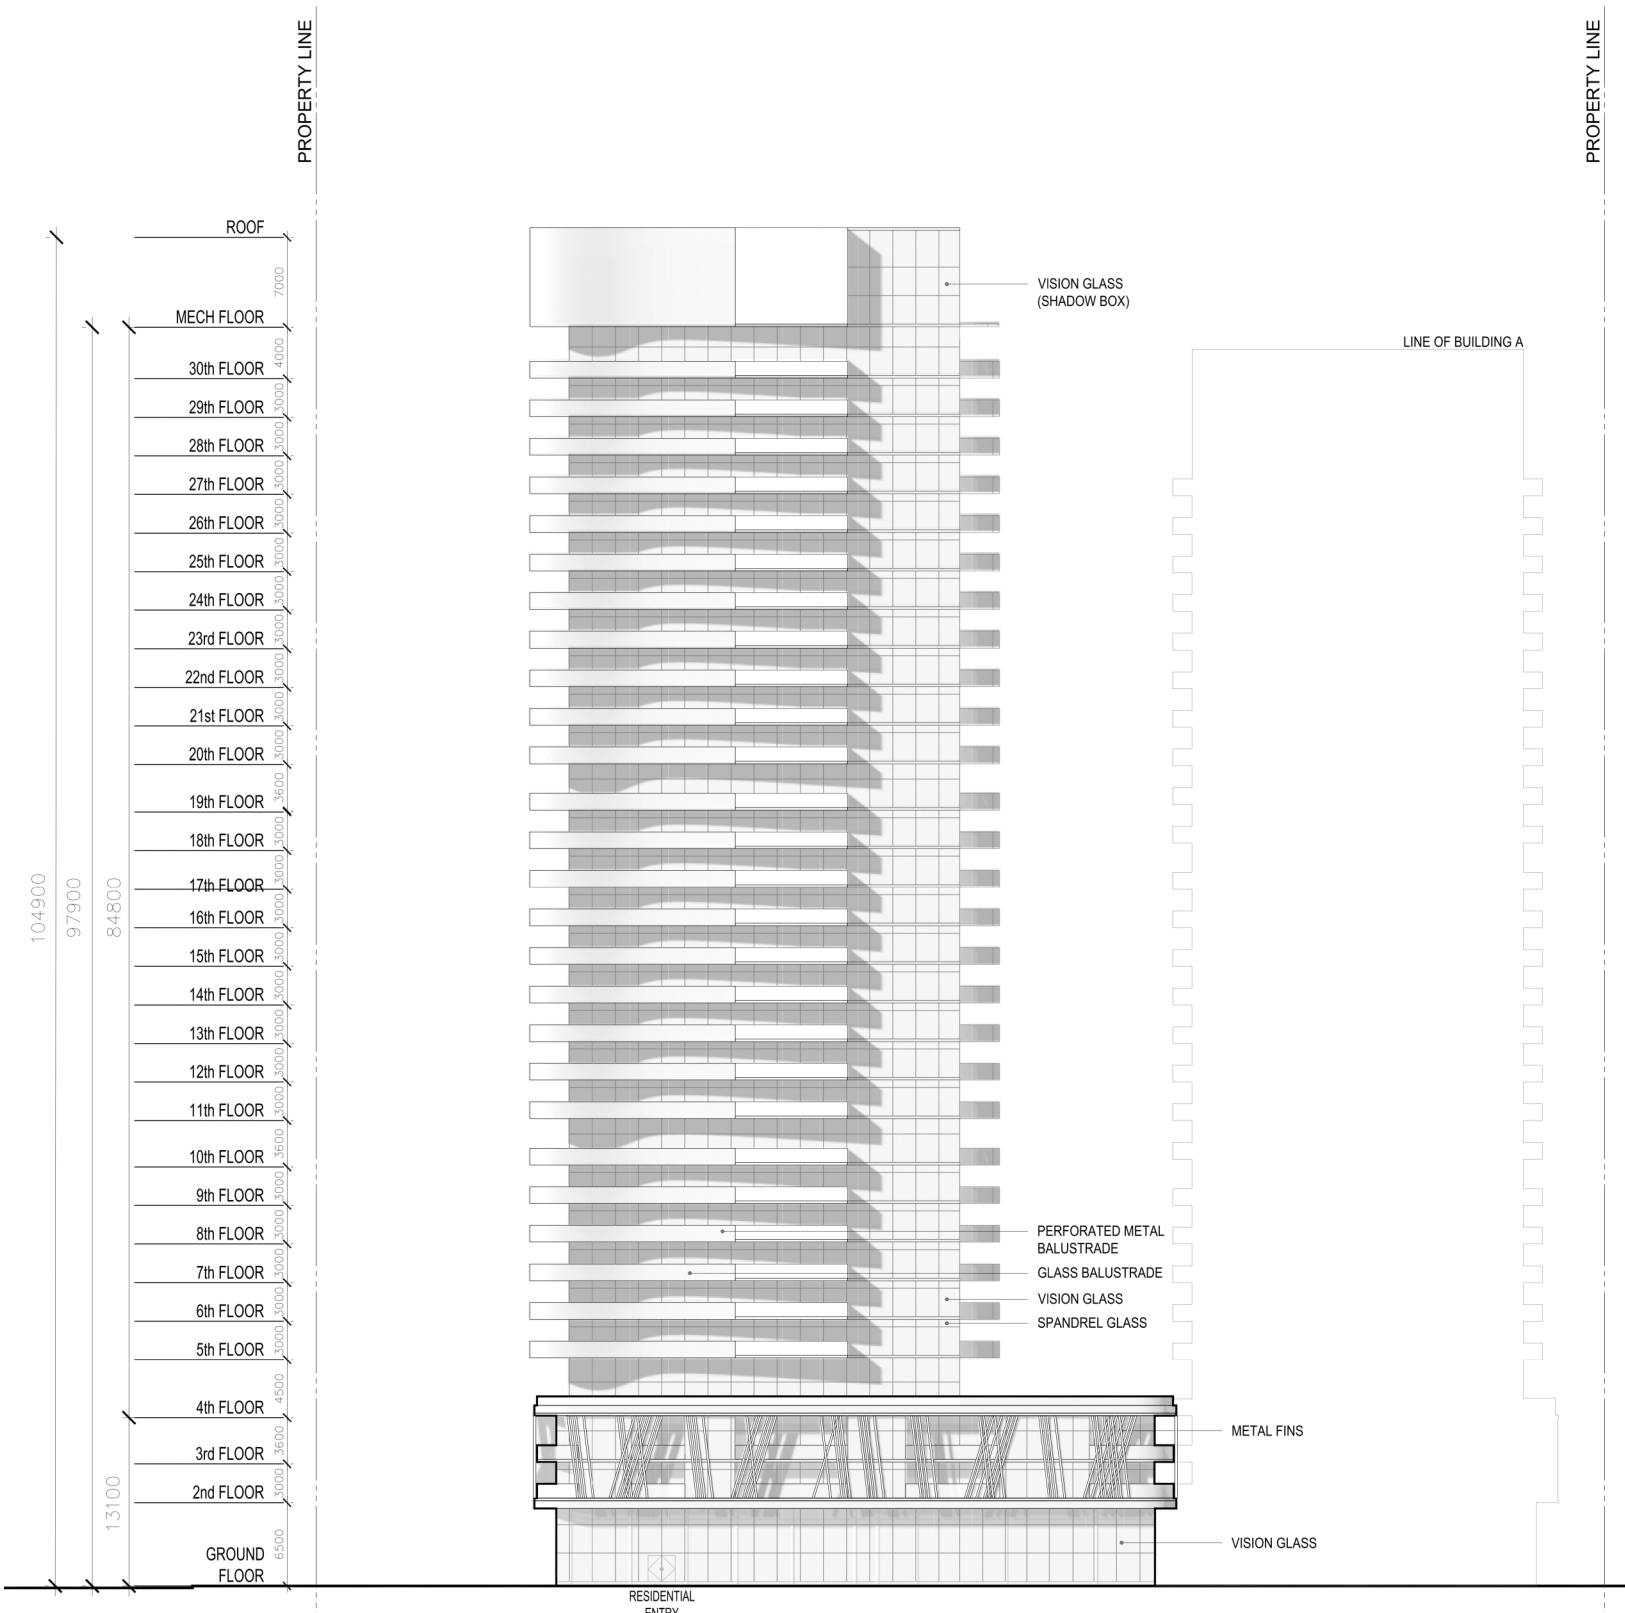 PROPERTY LINE
PROPERTY LINE
ROOF
7000
VISION GLASS
(SHADOW BOX)
MECH FLOOR
4000
LINE OF BUILDING A
30th FLOOR
3000
29th FLOOR
3000
28th FLOOR
3000
27th FLOOR
3000
26th FLOOR
3000
25th FLOOR
3000
24th FLOOR
3000
23rd FLOOR
3000
22nd FLOOR
3000
21st FLOOR
3000
20th FLOOR
3600
19th FLOOR
3000
18th FLOOR
3000
17th FLOOR
3000
16th FLOOR
3000
15th FLOOR
3000
14th FLOOR
3000
13th FLOOR
3000
12th FLOOR
3000
11th FLOOR
3600
10th FLOOR
3000
9th FLOOR
3000
8th FLOOR
3000
7th FLOOR
3000
6th FLOOR
3000
5th FLOOR
4500
4th FLOOR
3600
3rd FLOOR
3000
2nd FLOOR
6500
GROUND
FLOOR
104900
97900
84800
13100
PERFORATED METAL
BALUSTRADE
GLASS BALUSTRADE
VISION GLASS
SPANDREL GLASS
METAL FINS
VISION GLASS
RESIDENTIAL
ENTRY